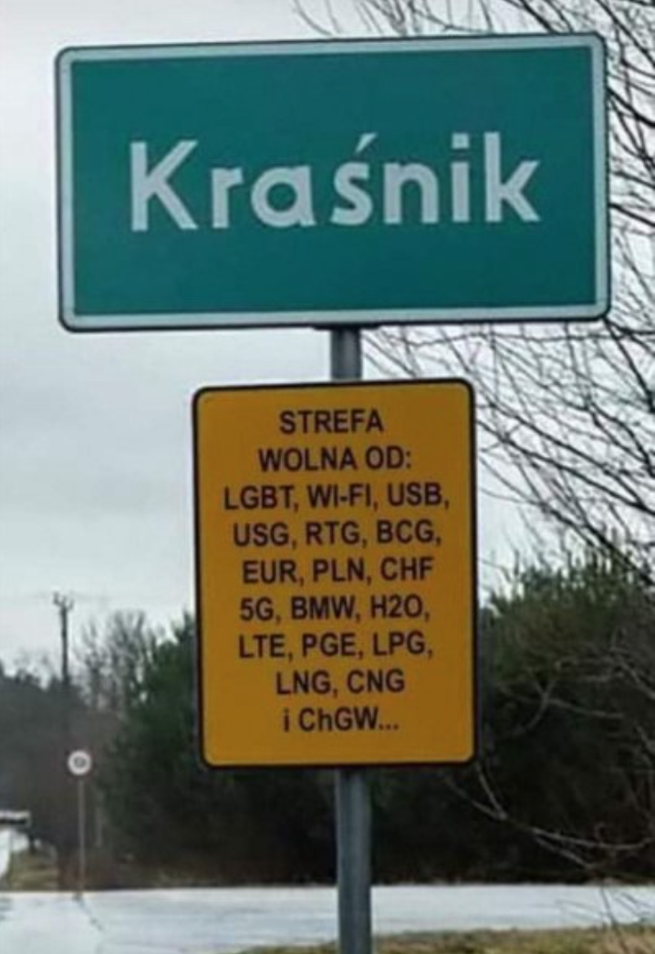 Kraśnik
STREFA
WOLNA OD:
LGBT, WI-FI, USB,
USG, RTG, BCG,
EUR, PLN, CHF
5G, BMW, H2O,
LTE, PGE, LPG,
LNG, CNG
i ChGW...